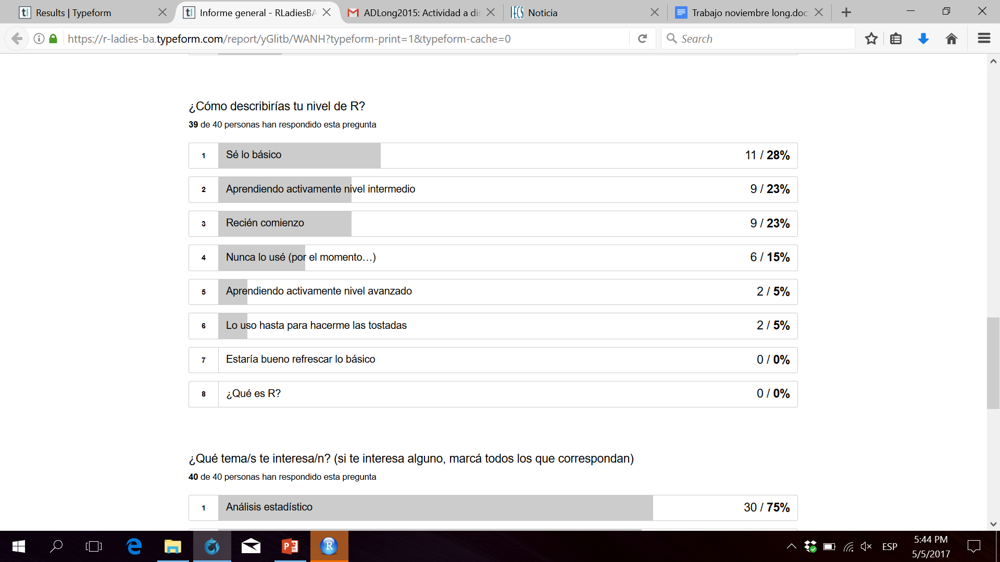 Results | Typeform
Informe general - RLadiesBA
ADLong2015: Actividad a dis
IECS Noticia
Trabajo noviembre long.doc
https://r-ladies-ba.typeform.com/report/yGlitb/WANH?typeform-print=1&typeform-cache=0
Search
¿Cómo describirías tu nivel de R?
39 de 40 personas han respondido esta pregunta
1 Sé lo básico 11 / 28%
2 Aprendiendo activamente nivel intermedio 9 / 23%
3 Recién comienzo 9 / 23%
4 Nunca lo usé (por el momento…) 6 / 15%
5 Aprendiendo activamente nivel avanzado 2 / 5%
6 Lo uso hasta para hacerme las tostadas 2 / 5%
7 Estaría bueno refrescar lo básico 0 / 0%
8 ¿Qué es R? 0 / 0%
¿Qué tema/s te interesa/n? (si te interesa alguno, marcá todos los que correspondan)
40 de 40 personas han respondido esta pregunta
1 Análisis estadístico 30 / 75%
ESP
5:44 PM
5/5/2017